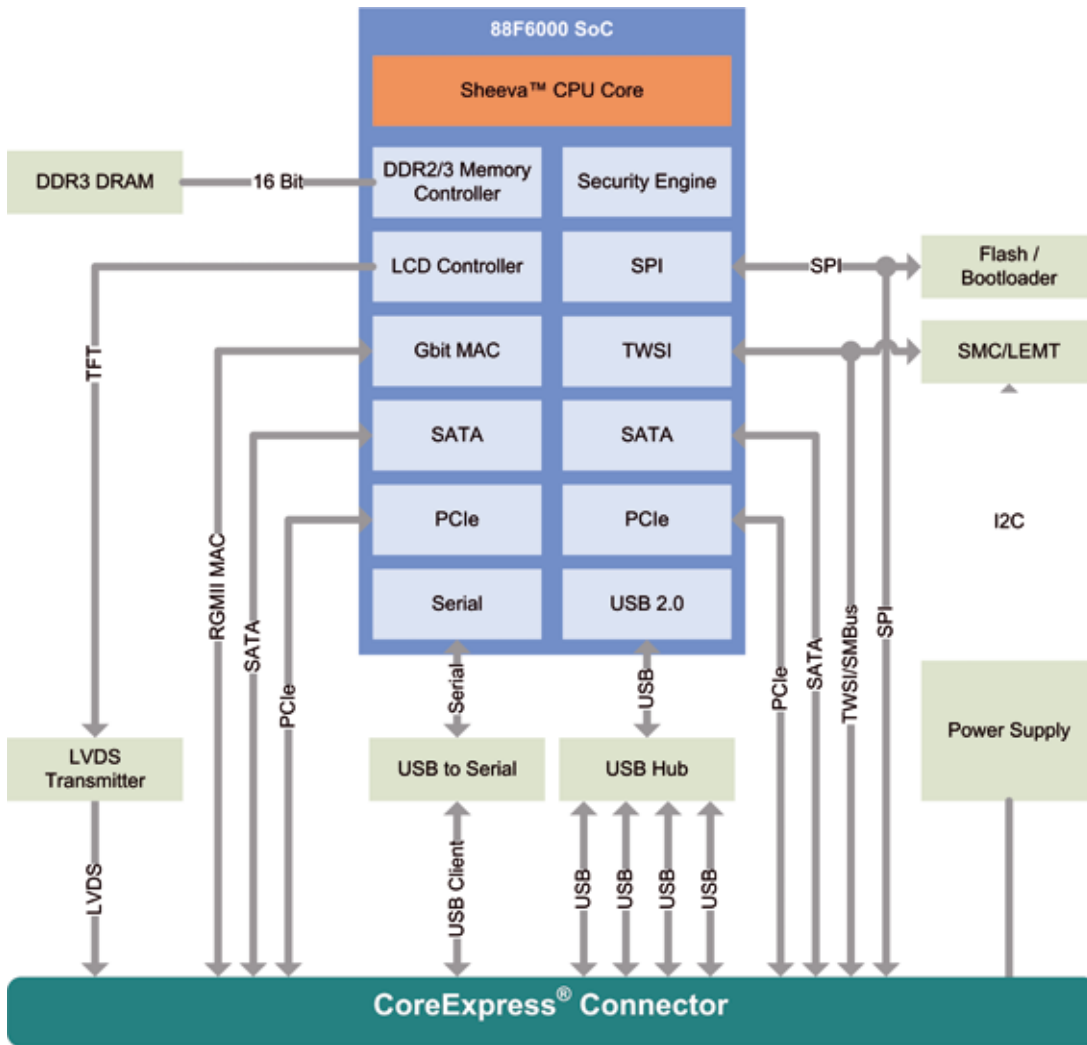 88F6000 SoC
Sheeva™ CPU Core
DDR3 DRAM
16 Bit
DDR2/3 Memory
Controller
Security Engine
LCD Controller
SPI
SPI
Flash /
Bootloader
TFT
Gbit MAC
TWSI
SMC/LEMT
SATA
SATA
PCIe
PCIe
I2C
Serial
USB 2.0
RGMII MAC
SATA
PCIe
Serial
USB
PCIe
SATA
TWSI/SMBus
SPI
LVDS
Transmitter
USB to Serial
USB Hub
Power Supply
LVDS
USB Client
USB
USB
USB
USB
CoreExpress® Connector